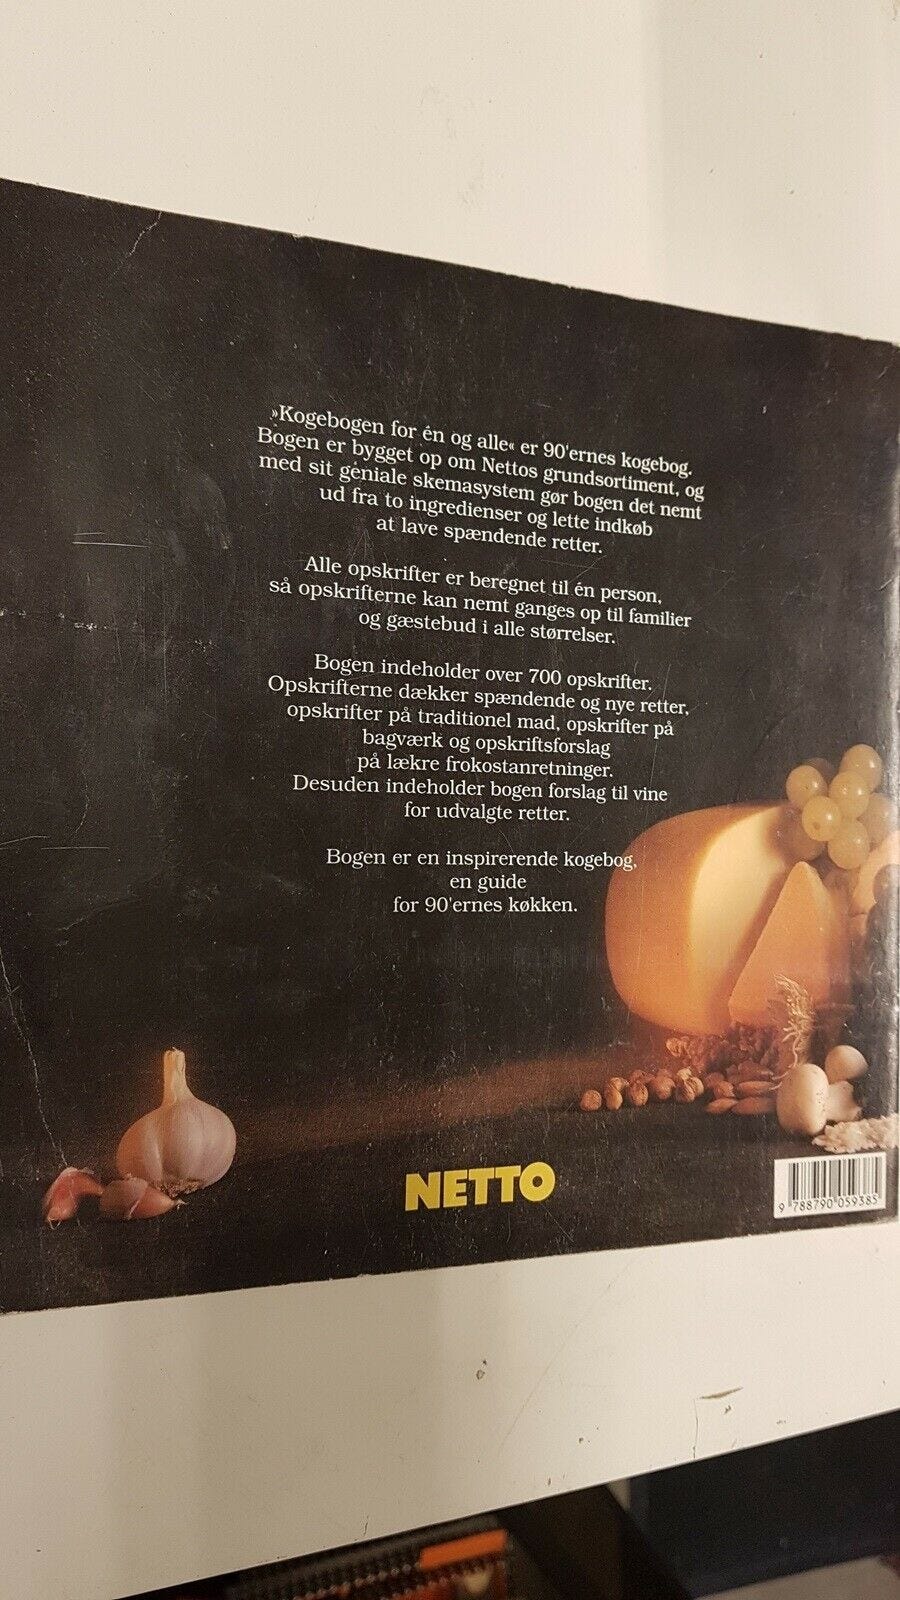 »Kogebogen for én og alle« er 90'ernes kogebog.
Bogen er bygget op om Nettos grundsortiment, og
med sit géniale skemasystem gør bogen det nemt
ud fra to ingredienser og lette indkøb
at lave spændende retter.
Alle opskrifter er beregnet til én person,
så opskrifterne kan nemt ganges op til familier
og gæstebud i alle størrelser.
Bogen indeholder over 700 opskrifter.
Opskrifterne dækker spændende og nye retter,
opskrifter på traditionel mad, opskrifter på
bagværk og opskriftsforslag
på lækre frokostanretninger.
Desuden indeholder bogen forslag til vine
for udvalgte retter.
Bogen er en inspirerende kogebog,
en guide
for 90'ernes køkken.
NETTO
9 788790 059385